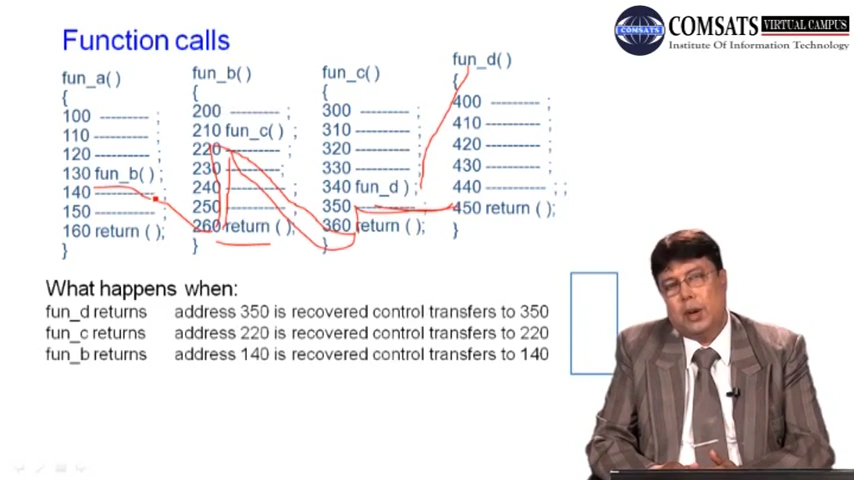 Function calls
COMSATS VIRTUAL CAMPUS
COMSATS
Institute Of Information Technology
fun_a( )
{
100 ---------- ;
110 ---------- ;
120 ---------- ;
130 fun_b( ) ;
140 ----------
150 ---------- ;
160 return ( );
}
fun_b( )
{
200 ---------- ;
210 fun_c( ) ;
220 ---------- ;
230 ---------- ;
240 ---------- ;
250 ---------- ;
260 return ( );
}
fun_c( )
{
300 ---------- ;
310 ---------- ;
320 ---------- ;
330 ---------- ;
340 fun_d ) ;
350 ---------- ;
360 return ( );
}
fun_d( )
{
400 ---------- ;
410 ---------- ;
420 ---------- ;
430 ---------- ;
440 ---------- ; ;
450 return ( );
}
What happens when:
fun_d returns address 350 is recovered control transfers to 350
fun_c returns address 220 is recovered control transfers to 220
fun_b returns address 140 is recovered control transfers to 140